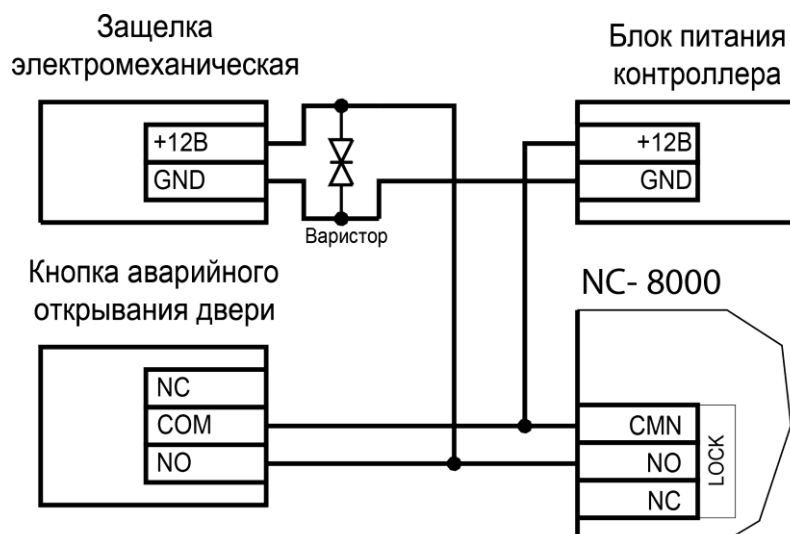 Защелка
электромеханическая
+12В
GND
Варистор
Блок питания
контроллера
+12В
GND
Кнопка аварийного
открывания двери
NC
COM
NO
NC- 8000
CMN
NO
NC
LOCK